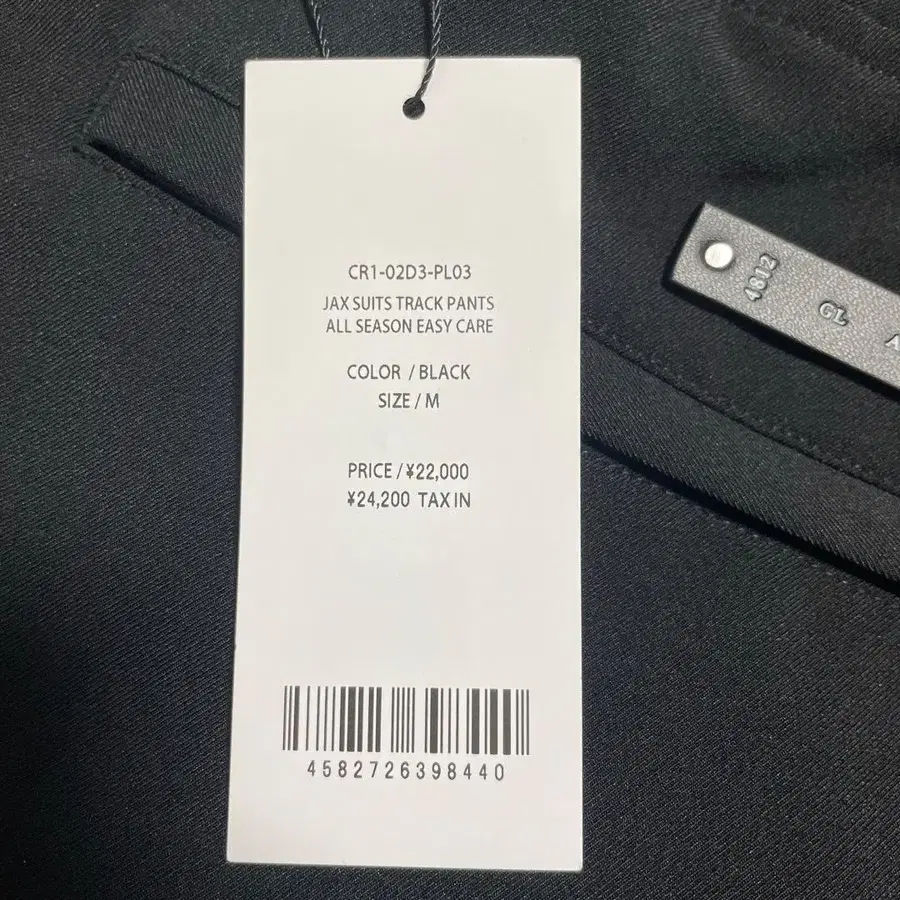 CR1-02D3-PL03
JAX SUITS TRACK PANTS
ALL SEASON EASY CARE
COLOR / BLACK
SIZE / M
PRICE / ¥22,000
¥24,200 TAX IN
4582726398440
4812
GL
A